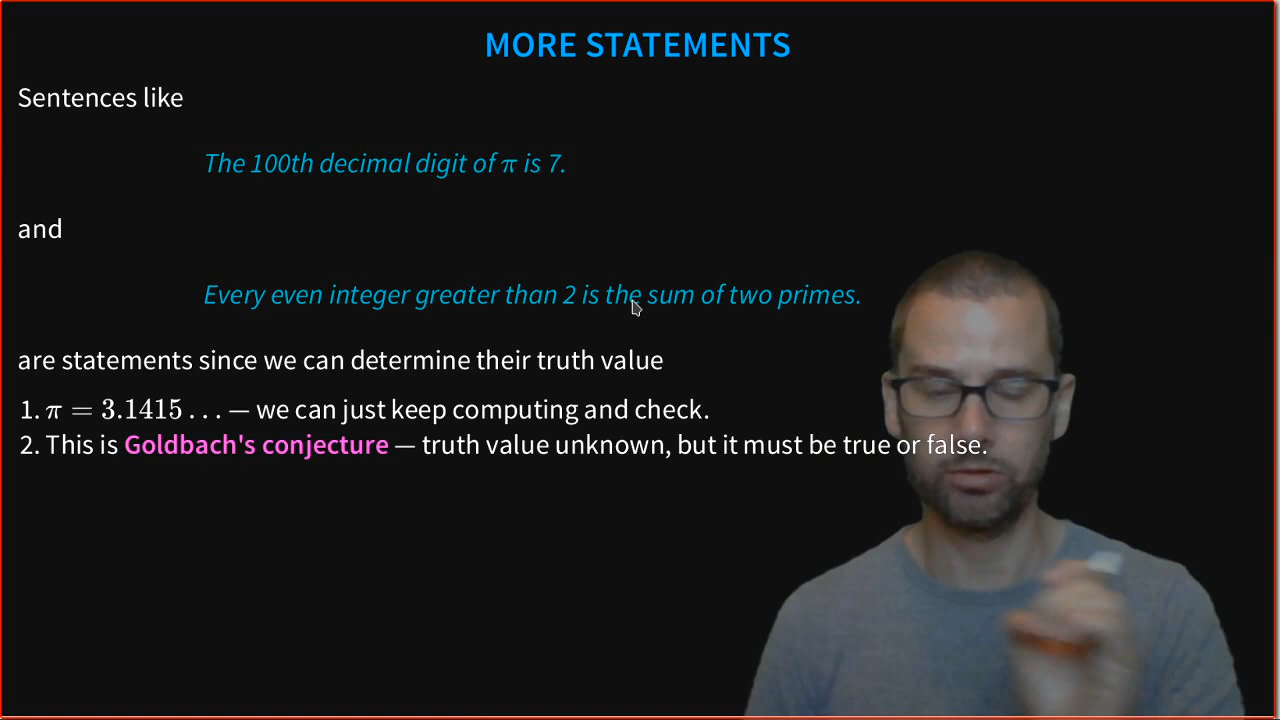 MORE STATEMENTS
Sentences like
The 100th decimal digit of π is 7.
and
Every even integer greater than 2 is the sum of two primes.
are statements since we can determine their truth value
1. π = 3.1415 . . . — we can just keep computing and check.
2. This is Goldbach's conjecture — truth value unknown, but it must be true or false.